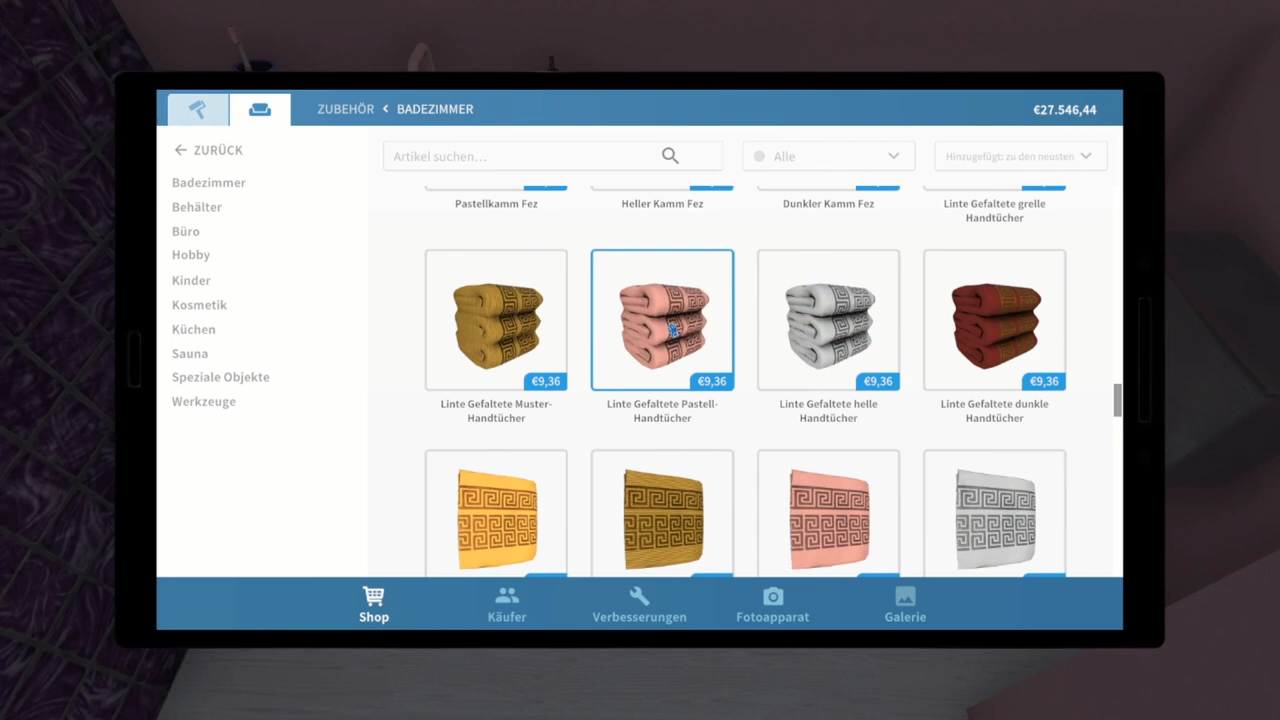 ZUBEHÖR < BADEZIMMER
€27.546,44
ZURÜCK
Artikel suchen...
Alle
Hinzugefügt: zu den neusten
Badezimmer
Behälter
Büro
Hobby
Kinder
Kosmetik
Küchen
Sauna
Speziale Objekte
Werkzeuge
Pastellkamm Fez
Heller Kamm Fez
Dunkler Kamm Fez
Linte Gefaltete grelle
Handtücher
€9,36
€9,36
€9,36
€9,36
Linte Gefaltete Muster-
Handtücher
Linte Gefaltete Pastell-
Handtücher
Linte Gefaltete helle
Handtücher
Linte Gefaltete dunkle
Handtücher
Shop
Käufer
Verbesserungen
Fotoapparat
Galerie